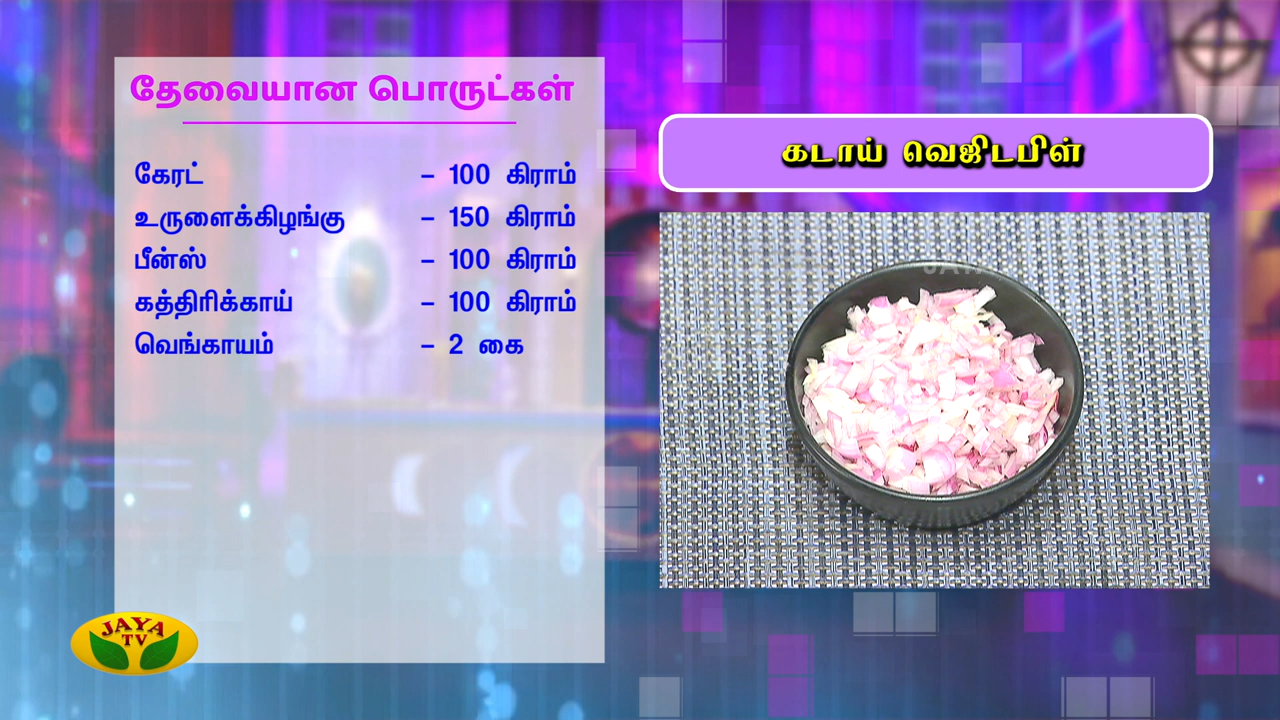 தேவையான பொருட்கள்
கேரட் – 100 கிராம்
உருளைக்கிழங்கு – 150 கிராம்
பீன்ஸ் – 100 கிராம்
கத்திரிக்காய் – 100 கிராம்
வெங்காயம் – 2 கை
கடாய் வெஜிடபிள்
JAYA
TV